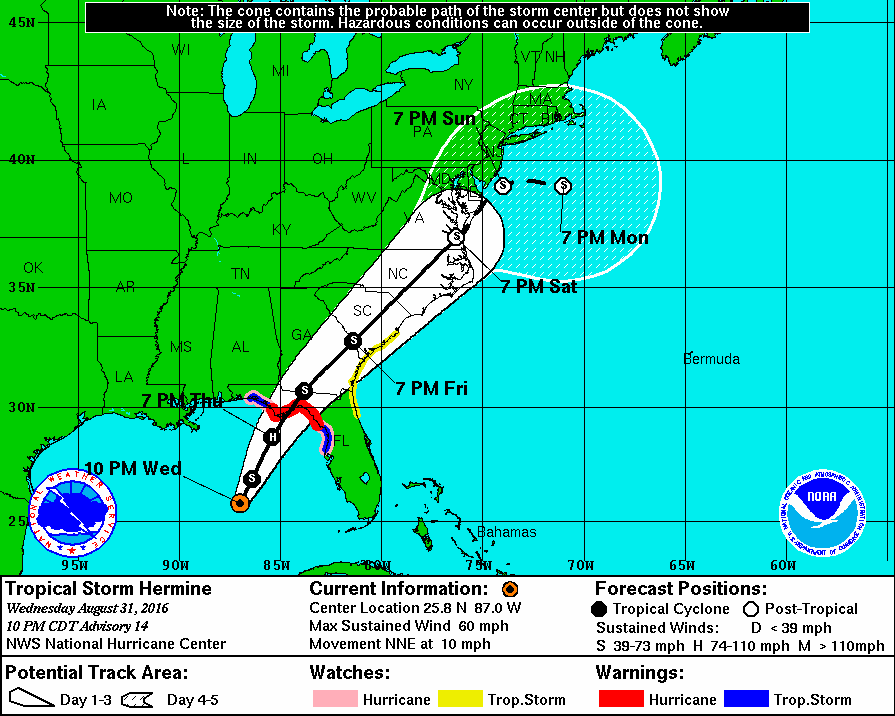 Note: The cone contains the probable path of the storm center but does not show
the size of the storm. Hazardous conditions can occur outside of the cone.
45N
WI
VT NH
MI
NY
IA
MA
7 PM Sun
CT
PA
40N
IN
OH
MD
MO
WV
VA
KY
7 PM Mon
OK
TN
NC
AR
35N
7 PM Sat
SC
GA
MS
AL
Bermuda
LA
7 PM Fri
7 PM Thu
30N
FL
10 PM Wed
NATIONAL WEATHER SERVICE
NOAA
NATIONAL OCEANIC AND ATMOSPHERIC ADMINISTRATION
U.S. DEPARTMENT OF COMMERCE
25N
Bahamas
95W 90W 85W 80W 75W 70W 65W 60W
S
H
S
S
S
S
S
Tropical Storm Hermine
Wednesday August 31, 2016
10 PM CDT Advisory 14
NWS National Hurricane Center
Current Information:
Center Location 25.8 N 87.0 W
Max Sustained Wind 60 mph
Movement NNE at 10 mph
Forecast Positions:
Tropical Cyclone Post-Tropical
Sustained Winds: D < 39 mph
S 39-73 mph H 74-110 mph M > 110mph
Potential Track Area:
Day 1-3 Day 4-5
Watches:
Hurricane Trop.Storm
Warnings:
Hurricane Trop.Storm